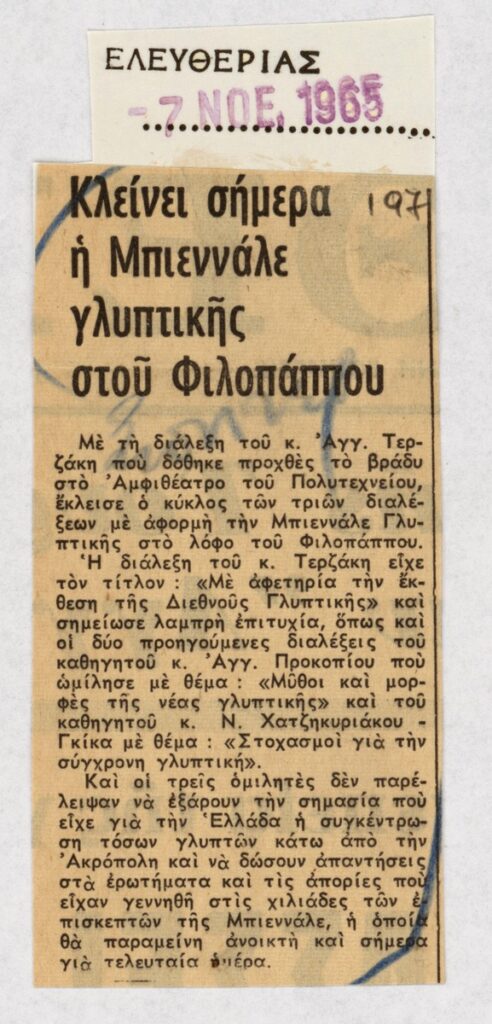 ΕΛΕΥΘΕΡΙΑΣ
-7 ΝΟΕ. 1965
Κλείνει σήμερα
197
ἡ Μπιεννάλε
γλυπτικῆς
στοῦ Φιλοπάππου
Μὲ τὴ διάλεξη τοῦ κ. Ἀγγ. Τερ-
ζάκη ποὺ δόθηκε προχθὲς τὸ βράδυ
στὸ Ἀμφιθέατρο τοῦ Πολυτεχνείου,
ἔκλεισε ὁ κύκλος τῶν τριῶν διαλέ-
ξεων μὲ ἀφορμὴ τὴν Μπιεννάλε Γλυ-
πτικῆς στὸ λόφο τοῦ Φιλοπάππου.
Ἡ διάλεξη τοῦ κ. Τερζάκη εἶχε
τὸν τίτλον : «Μὲ ἀφετηρία τὴν ἔκ-
θεση τῆς Διεθνοῦς Γλυπτικῆς» καὶ
σημείωσε λαμπρὴ ἐπιτυχία, ὅπως καὶ
οἱ δύο προηγούμενες διαλέξεις τοῦ
καθηγητοῦ κ. Ἀγγ. Προκοπίου ποὺ
ὡμίλησε μὲ θέμα : «Μῦθοι καὶ μορ-
φὲς τῆς νέας γλυπτικῆς» καὶ τοῦ
καθηγητοῦ κ. Ν. Χατζηκυριάκου -
Γκίκα μὲ θέμα : «Στοχασμοὶ γιὰ τὴν
σύγχρονη γλυπτική».
Καὶ οἱ τρεῖς ὁμιλητὲς δὲν παρέ-
λειψαν νὰ ἐξάρουν τὴν σημασία ποὺ
εἶχε γιὰ τὴν Ἑλλάδα ἡ συγκέντρω-
ση τόσων γλυπτῶν κάτω ἀπὸ τὴν
Ἀκρόπολη καὶ νὰ δώσουν ἀπαντήσεις
στὰ ἐρωτήματα καὶ τὶς ἀπορίες ποὺ
εἶχαν γεννηθῆ στὶς χιλιάδες τῶν ἐ-
πισκεπτῶν τῆς Μπιεννάλε, ἡ ὁποία
θὰ παραμείνη ἀνοικτὴ καὶ σήμερα
γιὰ τελευταία ἡμέρα.